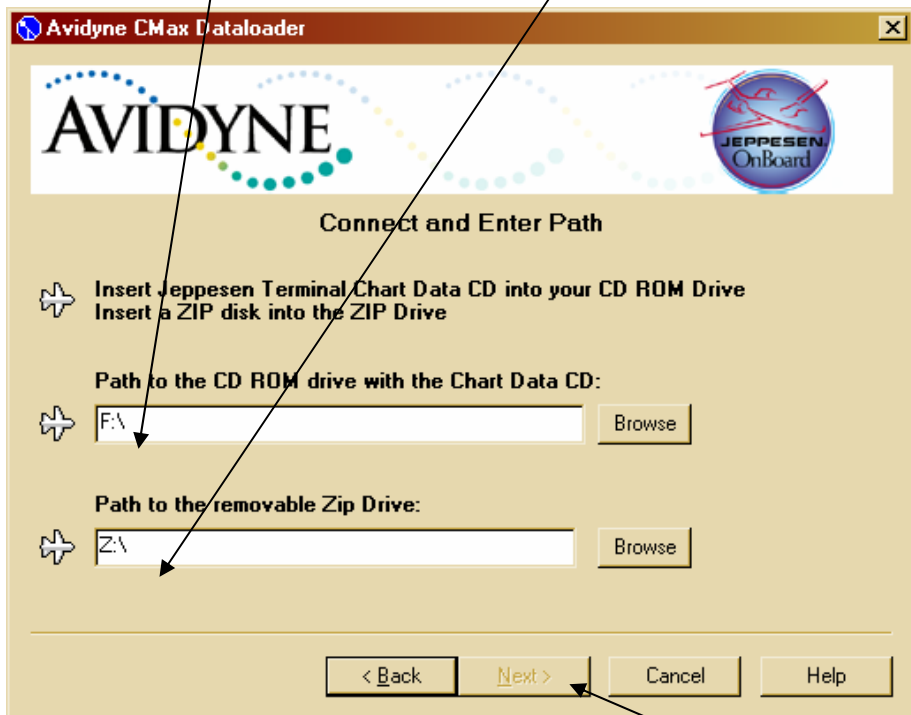 Avidyne CMax Dataloader
AVIDYNE
JEPPESEN
OnBoard
Connect and Enter Path
Insert Jeppesen Terminal Chart Data CD into your CD ROM Drive
Insert a ZIP disk into the ZIP Drive
Path to the CD ROM drive with the Chart Data CD:
F:\
Browse
Path to the removable Zip Drive:
Z:\
Browse
< Back
Next >
Cancel
Help